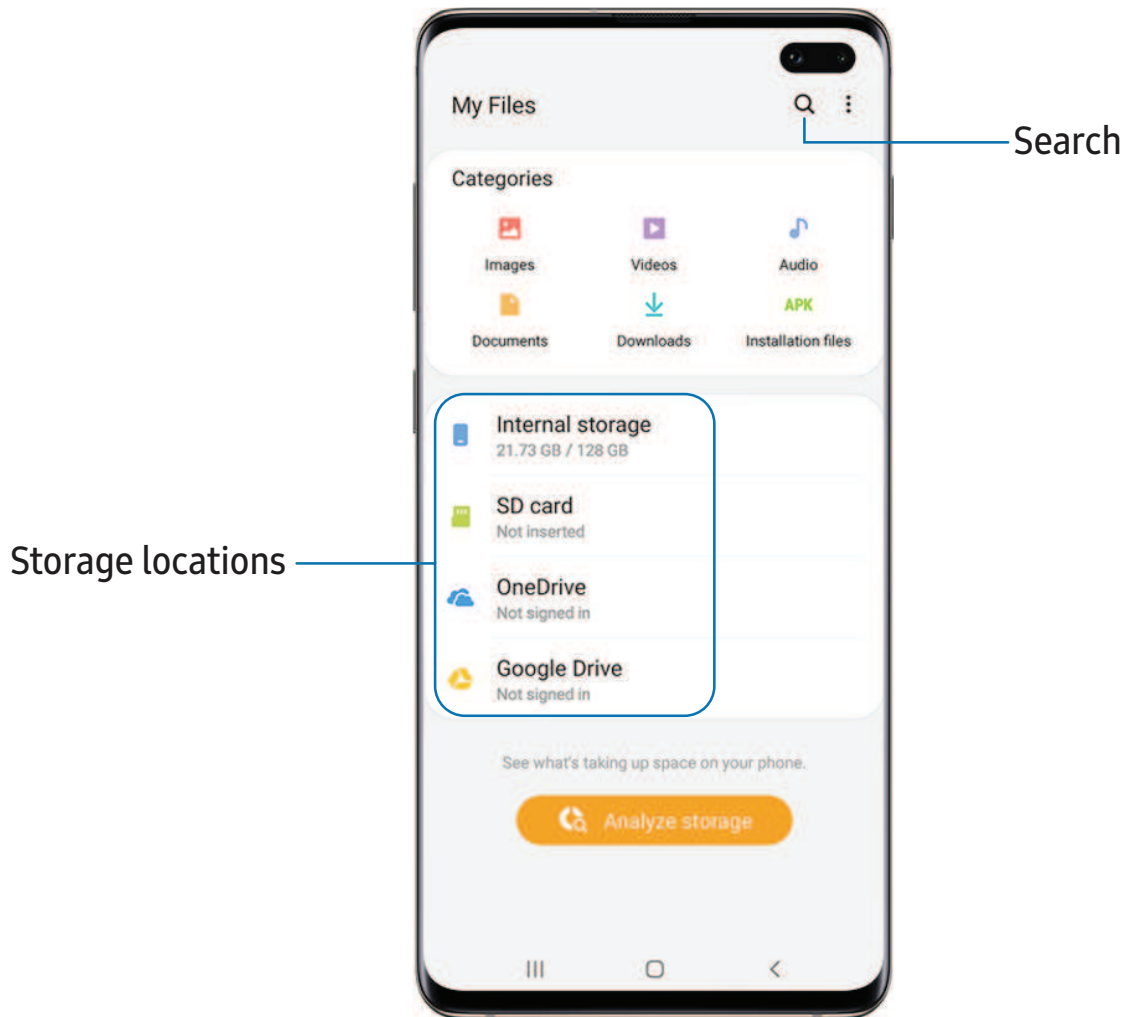 My Files
Search
Categories
Images Videos Audio
APK
Documents Downloads Installation files
Internal storage
21.73 GB / 128 GB
SD card
Not inserted
Storage locations
OneDrive
Not signed in
Google Drive
Not signed in
See what's taking up space on your phone.
Analyze storage